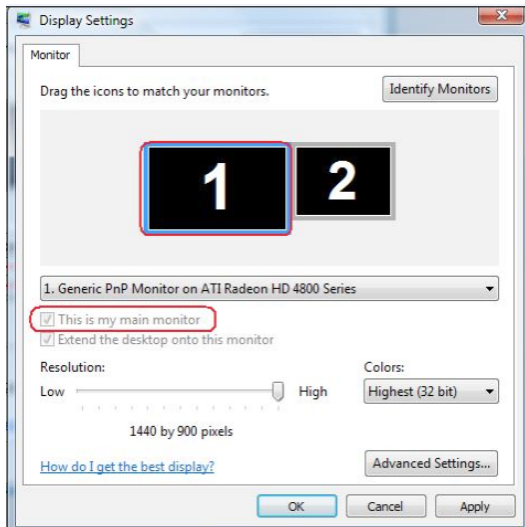 Display Settings
Monitor
Drag the icons to match your monitors.
Identify Monitors
1
2
1. Generic PnP Monitor on ATI Radeon HD 4800 Series
This is my main monitor
Extend the desktop onto this monitor
Resolution:
Colors:
Low
High
Highest (32 bit)
1440 by 900 pixels
How do I get the best display?
Advanced Settings...
OK
Cancel
Apply